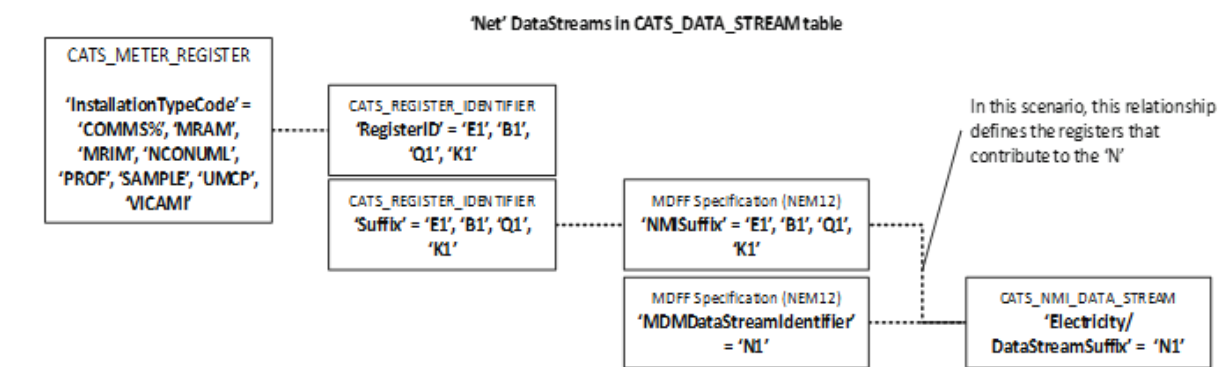 ‘Net’ DataStreams in CATS_DATA_STREAM table
CATS_METER_REGISTER
‘InstallationTypeCode’ =
‘COMMS%’, ‘MRAM’,
‘MRIM’, ‘NCONUML’,
‘PROF’, ‘SAMPLE’, ‘UMCP’,
‘VICAMI’
CATS_REGISTER_IDENTIFIER
‘RegisterID’ = ‘E1’, ‘B1’,
‘Q1’, ‘K1’
CATS_REGISTER_IDENTIFIER
‘Suffix’ = ‘E1’, ‘B1’, ‘Q1’,
‘K1’
MDFF Specification (NEM12)
‘NMISuffix’ = ‘E1’, ‘B1’, ‘Q1’,
‘K1’
MDFF Specification (NEM12)
‘MDMDataStreamIdentifier’
= ‘N1’
In this scenario, this relationship
defines the registers that
contribute to the ‘N’
CATS_NMI_DATA_STREAM
‘Electricity/
DataStreamSuffix’ = ‘N1’